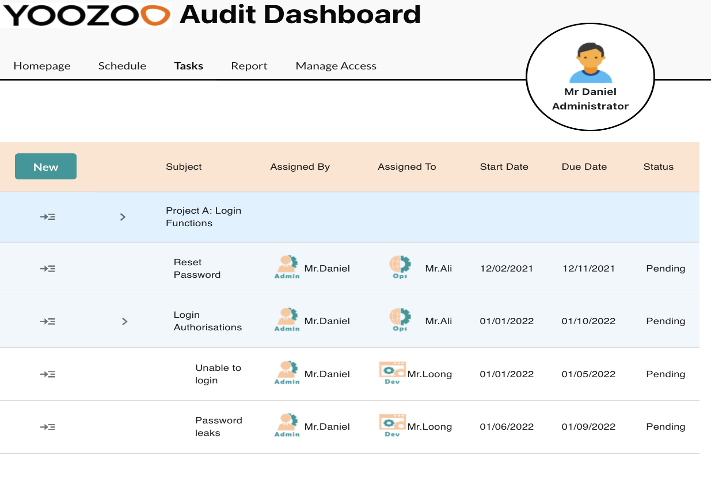 YOOZOO Audit Dashboard
Homepage Schedule Tasks Report Manage Access
Mr Daniel
Administrator
New Subject Assigned By Assigned To Start Date Due Date Status
Project A: Login
Functions
Reset
Password
Admin Mr.Daniel Ops Mr.Ali 12/02/2021 12/11/2021 Pending
Login
Authorisations
Admin Mr.Daniel Ops Mr.Ali 01/01/2022 01/10/2022 Pending
Unable to
login
Admin Mr.Daniel Dev Mr.Loong 01/01/2022 01/05/2022 Pending
Password
leaks
Admin Mr.Daniel Dev Mr.Loong 01/06/2022 01/09/2022 Pending